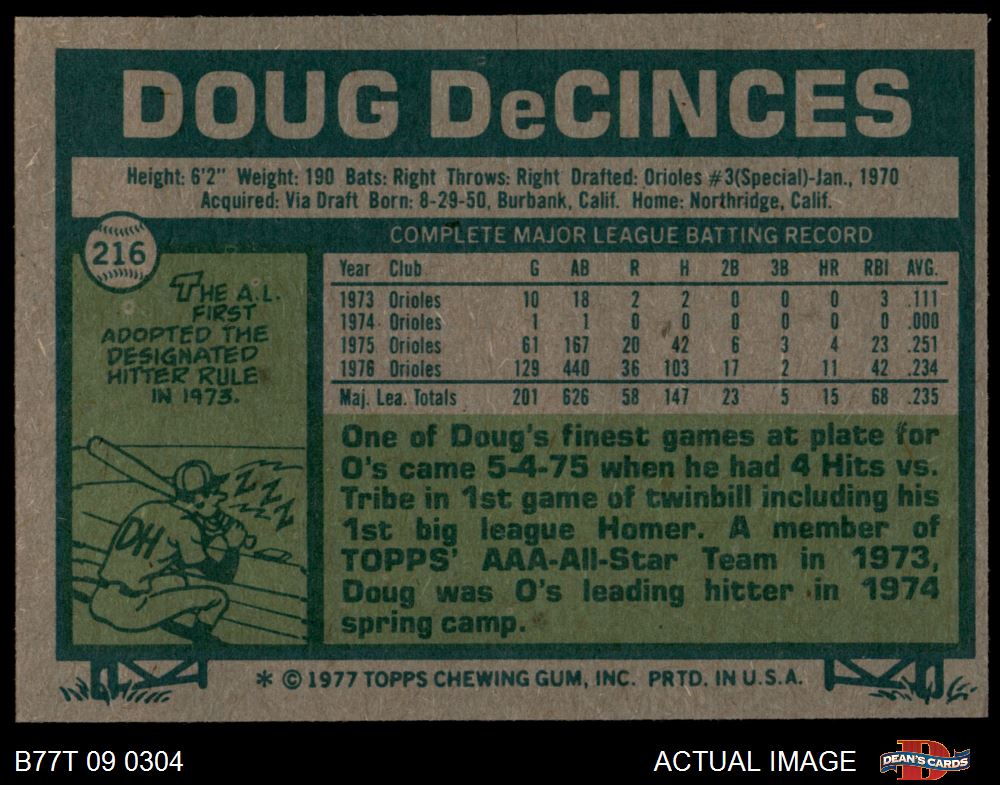 DOUG DeCINCES
Height: 6'2" Weight: 190 Bats: Right Throws: Right Drafted: Orioles #3(Special)-Jan., 1970
Acquired: Via Draft Born: 8-29-50, Burbank, Calif. Home: Northridge, Calif.
216
THE A.L.
FIRST
ADOPTED THE
DESIGNATED
HITTER RULE
IN 1973.
ZZZ
ZZ
DH
COMPLETE MAJOR LEAGUE BATTING RECORD
Year Club G AB R H 2B 3B HR RBI AVG.
1973 Orioles 10 18 2 2 0 0 0 3 .111
1974 Orioles 1 1 0 0 0 0 0 0 .000
1975 Orioles 61 167 20 42 6 3 4 23 .251
1976 Orioles 129 440 36 103 17 2 11 42 .234
Maj. Lea. Totals 201 626 58 147 23 5 15 68 .235
One of Doug's finest games at plate for
O's came 5-4-75 when he had 4 Hits vs.
Tribe in 1st game of twinbill including his
1st big league Homer. A member of
TOPPS' AAA-All-Star Team in 1973,
Doug was O's leading hitter in 1974
spring camp.
* © 1977 TOPPS CHEWING GUM, INC. PRTD. IN U.S.A.
B77T 09 0304 ACTUAL IMAGE DEAN'S CARDS